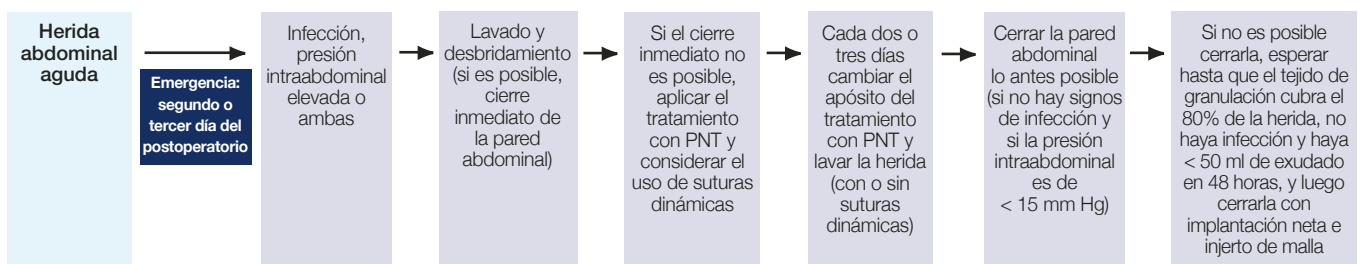 Herida
abdominal
aguda
Emergencia:
segundo o
tercer día del
postoperatorio
Infección,
presión
intraabdominal
elevada o
ambas
Lavado y
desbridamiento
(si es posible,
cierre
inmediato de
la pared
abdominal)
Si el cierre
inmediato no
es posible,
aplicar el
tratamiento
con PNT y
considerar el
uso de suturas
dinámicas
Cada dos o
tres días
cambiar el
apósito del
tratamiento
con PNT y
lavar la herida
(con o sin
suturas
dinámicas)
Cerrar la pared
abdominal
lo antes posible
(si no hay signos
de infección y
si la presión
intraabdominal
es de
< 15 mm Hg)
Si no es posible
cerrarla, esperar
hasta que el tejido de
granulación cubra el
80% de la herida, no
haya infección y haya
< 50 ml de exudado
en 48 horas, y luego
cerrarla con
implantación neta e
injerto de malla